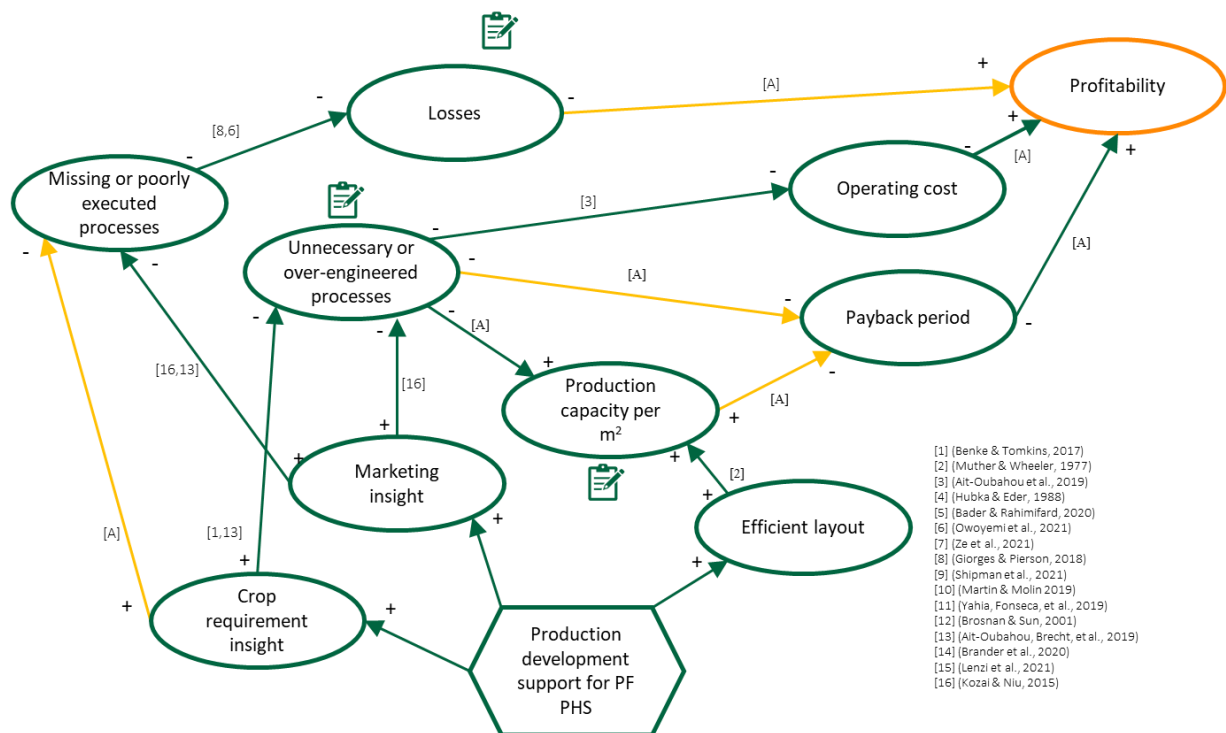 Losses
Profitability
Missing or poorly
executed
processes
Operating cost
Unnecessary or
over-engineered
processes
Payback period
Production
capacity per
m²
Marketing
insight
Efficient layout
Crop
requirement
insight
Production
development
support for PF
PHS
[8,6]
-
-
-
[A]
+
-
[3]
-
-
[A]
+
-
[A]
-
-
[A]
+
-
[A]
+
+
[A]
-
-
[16,13]
+
-
[16]
+
-
[1,13]
+
-
[A]
+
+
[2]
+
+
+
+
[1] (Benke & Tomkins, 2017)
[2] (Muther & Wheeler, 1977)
[3] (Ait-Oubahou et al., 2019)
[4] (Hubka & Eder, 1988)
[5] (Bader & Rahimifard, 2020)
[6] (Owoyemi et al., 2021)
[7] (Ze et al., 2021)
[8] (Giorges & Pierson, 2018)
[9] (Shipman et al., 2021)
[10] (Martin & Molin 2019)
[11] (Yahia, Fonseca, et al., 2019)
[12] (Brosnan & Sun, 2001)
[13] (Ait-Oubahou, Brecht, et al., 2019)
[14] (Brander et al., 2020)
[15] (Lenzi et al., 2021)
[16] (Kozai & Niu, 2015)